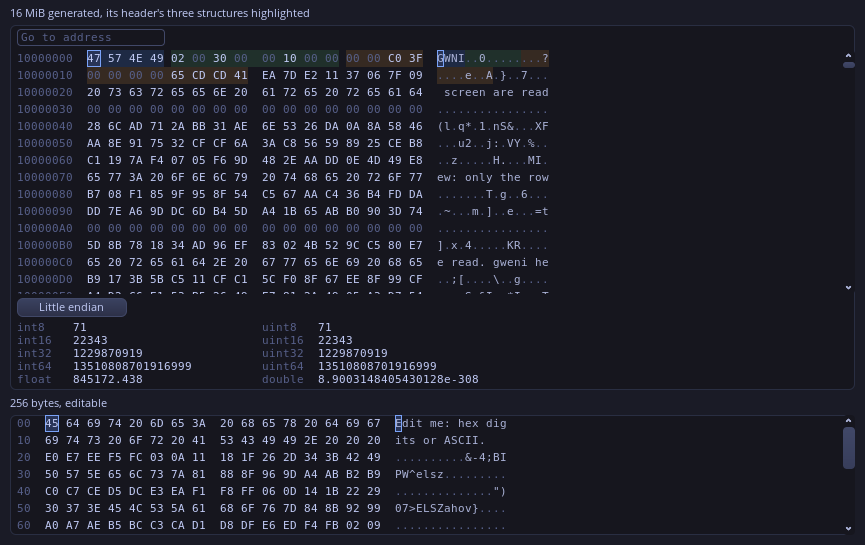 16 MiB generated, its header's three structures highlighted
Go to address
10000000 47 57 4E 49 02 00 30 00 00 10 00 00 00 00 C0 3F GWNI..0........?
10000010 00 00 00 00 65 CD CD 41 EA 7D E2 11 37 06 7F 09 ....e..A.}..7...
10000020 20 73 63 72 65 65 6E 20 61 72 65 20 72 65 61 64  screen are read
10000030 00 00 00 00 00 00 00 00 00 00 00 00 00 00 00 00 ................
10000040 28 6C AD 71 2A BB 31 AE 6E 53 26 DA 0A 8A 58 46 (l.q*.1.nS&...XF
10000050 AA 8E 91 75 32 CF CF 6A 3A C8 56 59 89 25 CE B8 ...u2..j:.VY.%..
10000060 C1 19 7A F4 07 05 F6 9D 48 2E AA DD 0E 4D 49 E8 ..z.....H....MI.
10000070 65 77 3A 20 6F 6E 6C 79 20 74 68 65 20 72 6F 77 ew: only the row
10000080 B7 08 F1 85 9F 95 8F 54 C5 67 AA C4 36 B4 FD DA .......T.g..6...
10000090 DD 7E A6 9D DC 6D B4 5D A4 1B 65 AB B0 90 3D 74 .~...m.]..e...=t
100000A0 00 00 00 00 00 00 00 00 00 00 00 00 00 00 00 00 ................
100000B0 5D 8B 78 18 34 AD 96 EF 83 02 4B 52 9C C5 80 E7 ].x.4.....KR....
100000C0 65 20 72 65 61 64 2E 20 67 77 65 6E 69 20 68 65 e read. gweni he
100000D0 B9 17 3B 5B C5 11 CF C1 5C F0 8F 67 EE 8F 99 CF ..;[....\..g....
Little endian
int8 71 uint8 71
int16 22343 uint16 22343
int32 1229870919 uint32 1229870919
int64 13510808701916999 uint64 13510808701916999
float 845172.438 double 8.9003148405430128e-308
256 bytes, editable
00 45 64 69 74 20 6D 65 3A 20 68 65 78 20 64 69 67 Edit me: hex dig
10 69 74 73 20 6F 72 20 41 53 43 49 49 2E 20 20 20 its or ASCII.
20 E0 E7 EE F5 FC 03 0A 11 18 1F 26 2D 34 3B 42 49 ..........&-4;BI
30 50 57 5E 65 6C 73 7A 81 88 8F 96 9D A4 AB B2 B9 PW^elsz.........
40 C0 C7 CE D5 DC E3 EA F1 F8 FF 06 0D 14 1B 22 29 ..............")
50 30 37 3E 45 4C 53 5A 61 68 6F 76 7D 84 8B 92 99 07>ELSZahov}....
60 A0 A7 AE B5 BC C3 CA D1 D8 DF E6 ED F4 FB 02 09 ................